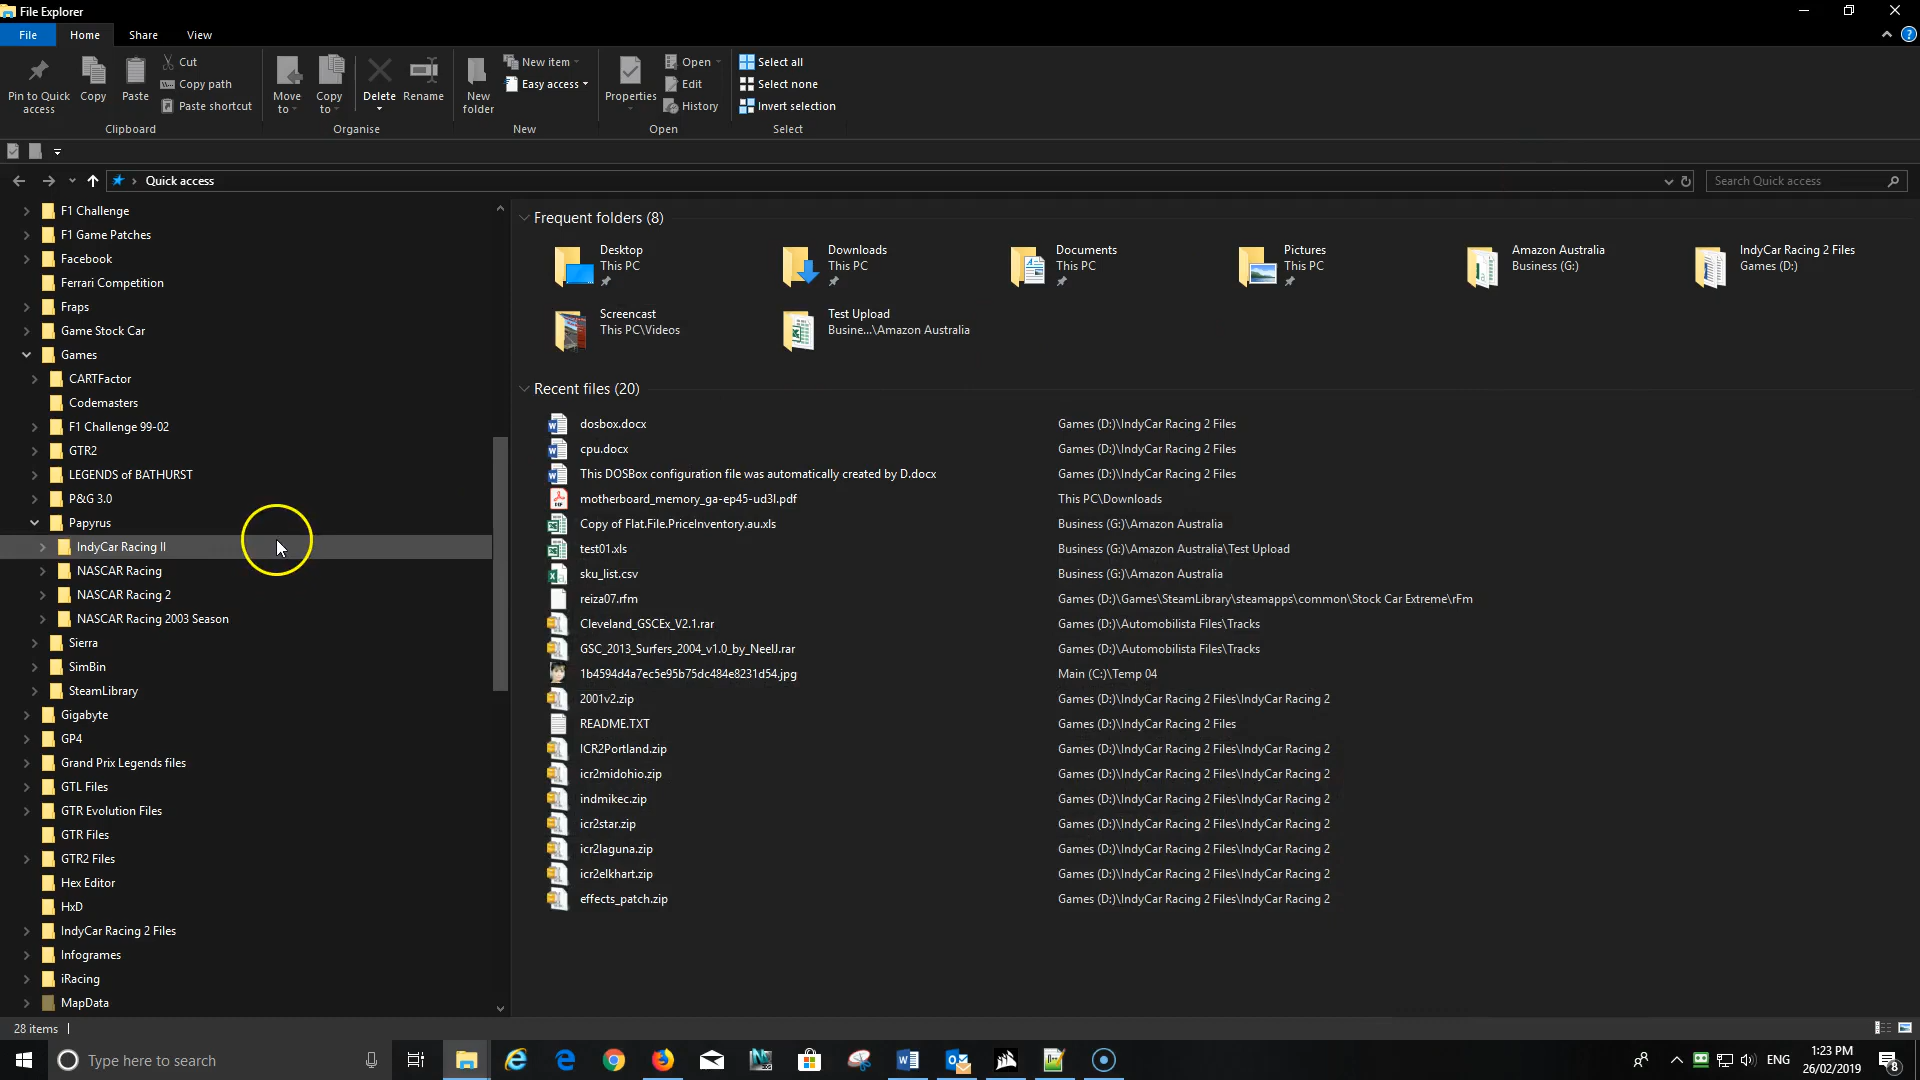 File Explorer
File Home Share View
Pin to Quick access
Copy
Paste
Cut
Copy path
Paste shortcut
Clipboard
Move to
Copy to
Delete
Rename
Organise
New folder
New item
Easy access
New
Properties
Open
Edit
History
Open
Select all
Select none
Invert selection
Select
Quick access
Search Quick access
F1 Challenge
F1 Game Patches
Facebook
Ferrari Competition
Fraps
Game Stock Car
Games
CARTFactor
Codemasters
F1 Challenge 99-02
GTR2
LEGENDS of BATHURST
P&G 3.0
Papyrus
IndyCar Racing II
NASCAR Racing
NASCAR Racing 2
NASCAR Racing 2003 Season
Sierra
SimBin
SteamLibrary
Gigabyte
GP4
Grand Prix Legends files
GTL Files
GTR Evolution Files
GTR Files
GTR2 Files
Hex Editor
HxD
IndyCar Racing 2 Files
Infogrames
iRacing
MapData
Frequent folders (8)
Desktop
This PC
Downloads
This PC
Documents
This PC
Pictures
This PC
Amazon Australia
Business (G:)
IndyCar Racing 2 Files
Games (D:)
Screencast
This PC\Videos
Test Upload
Busine...\Amazon Australia
Recent files (20)
dosbox.docx Games (D:)\IndyCar Racing 2 Files
cpu.docx Games (D:)\IndyCar Racing 2 Files
This DOSBox configuration file was automatically created by D.docx Games (D:)\IndyCar Racing 2 Files
motherboard_memory_ga-ep45-ud3l.pdf This PC\Downloads
Copy of Flat.File.PriceInventory.au.xls Business (G:)\Amazon Australia
test01.xls Business (G:)\Amazon Australia\Test Upload
sku_list.csv Business (G:)\Amazon Australia
reiza07.rfm Games (D:)\Games\SteamLibrary\steamapps\common\Stock Car Extreme\rFm
Cleveland_GSCEx_V2.1.rar Games (D:)\Automobilista Files\Tracks
GSC_2013_Surfers_2004_v1.0_by_NeelJ.rar Games (D:)\Automobilista Files\Tracks
1b4594d4a7ec5e95b75dc484e8231d54.jpg Main (C:)\Temp 04
2001v2.zip Games (D:)\IndyCar Racing 2 Files\IndyCar Racing 2
README.TXT Games (D:)\IndyCar Racing 2 Files
ICR2Portland.zip Games (D:)\IndyCar Racing 2 Files\IndyCar Racing 2
icr2midohio.zip Games (D:)\IndyCar Racing 2 Files\IndyCar Racing 2
indmikec.zip Games (D:)\IndyCar Racing 2 Files\IndyCar Racing 2
icr2star.zip Games (D:)\IndyCar Racing 2 Files\IndyCar Racing 2
icr2laguna.zip Games (D:)\IndyCar Racing 2 Files\IndyCar Racing 2
icr2elkhart.zip Games (D:)\IndyCar Racing 2 Files\IndyCar Racing 2
effects_patch.zip Games (D:)\IndyCar Racing 2 Files\IndyCar Racing 2
28 items
Type here to search
ENG
1:23 PM
26/02/2019
8